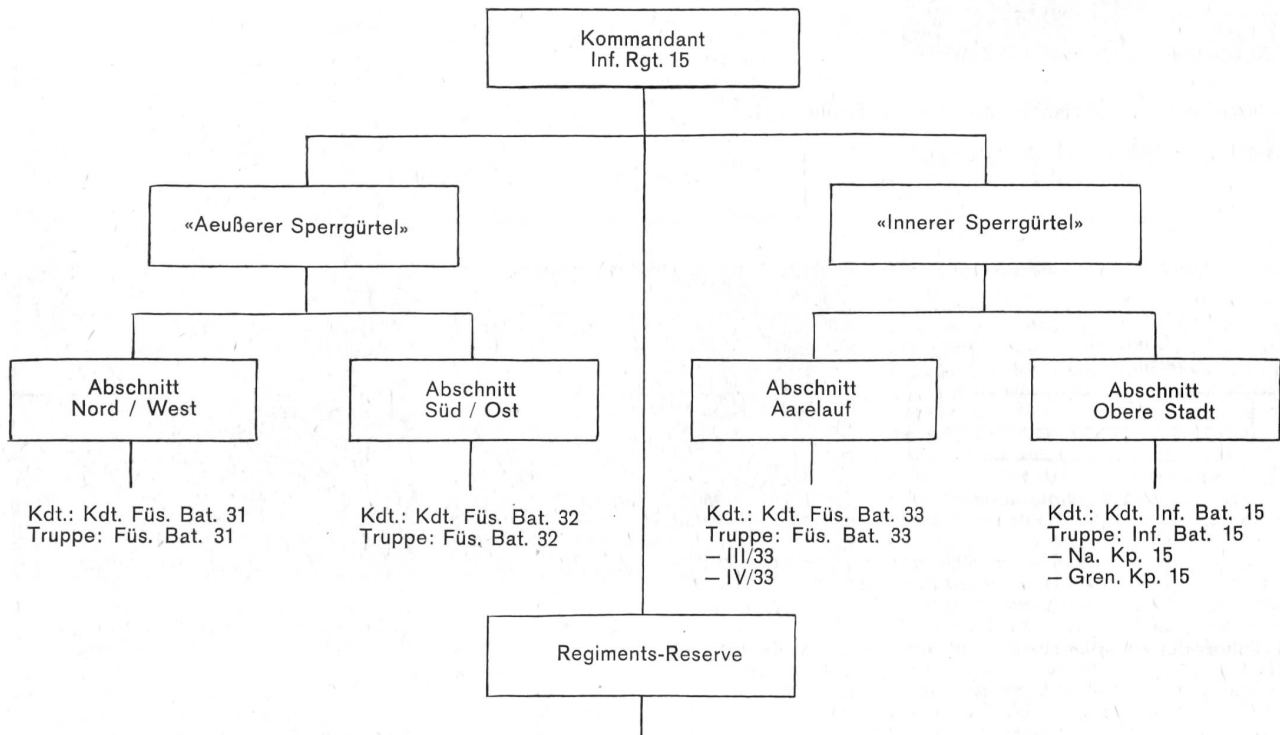 Kommandant
Inf. Rgt. 15
«Aeußerer Sperrgürtel»
«Innerer Sperrgürtel»
Abschnitt
Nord / West
Abschnitt
Süd / Ost
Abschnitt
Aarelauf
Abschnitt
Obere Stadt
Kdt.: Kdt. Füs. Bat. 31
Truppe: Füs. Bat. 31
Kdt.: Kdt. Füs. Bat. 32
Truppe: Füs. Bat. 32
Kdt.: Kdt. Füs. Bat. 33
Truppe: Füs. Bat. 33
— III/33
— IV/33
Kdt.: Kdt. Inf. Bat. 15
Truppe: Inf. Bat. 15
— Na. Kp. 15
— Gren. Kp. 15
Regiments-Reserve